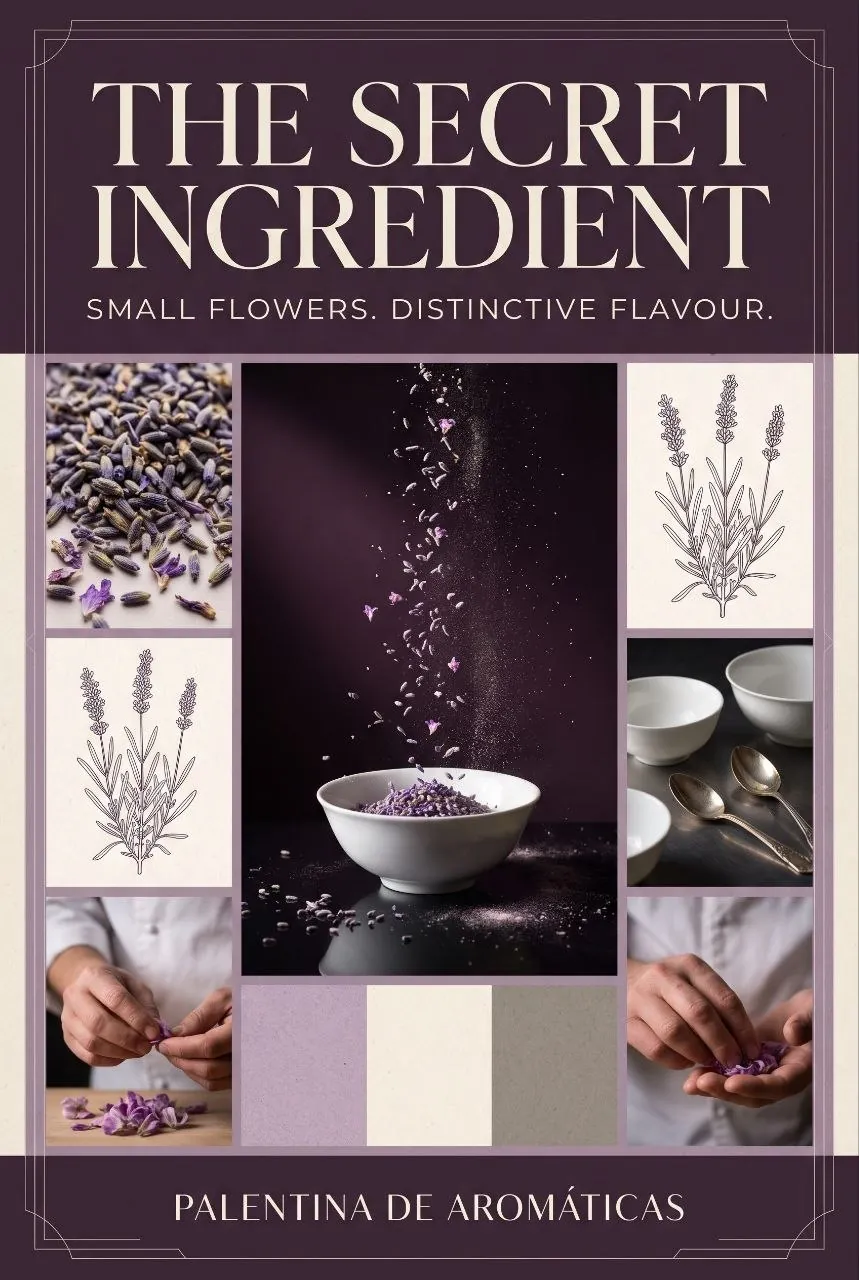 THE SECRET
INGREDIENT
SMALL FLOWERS. DISTINCTIVE FLAVOUR.
PALENTINA DE AROMÁTICAS